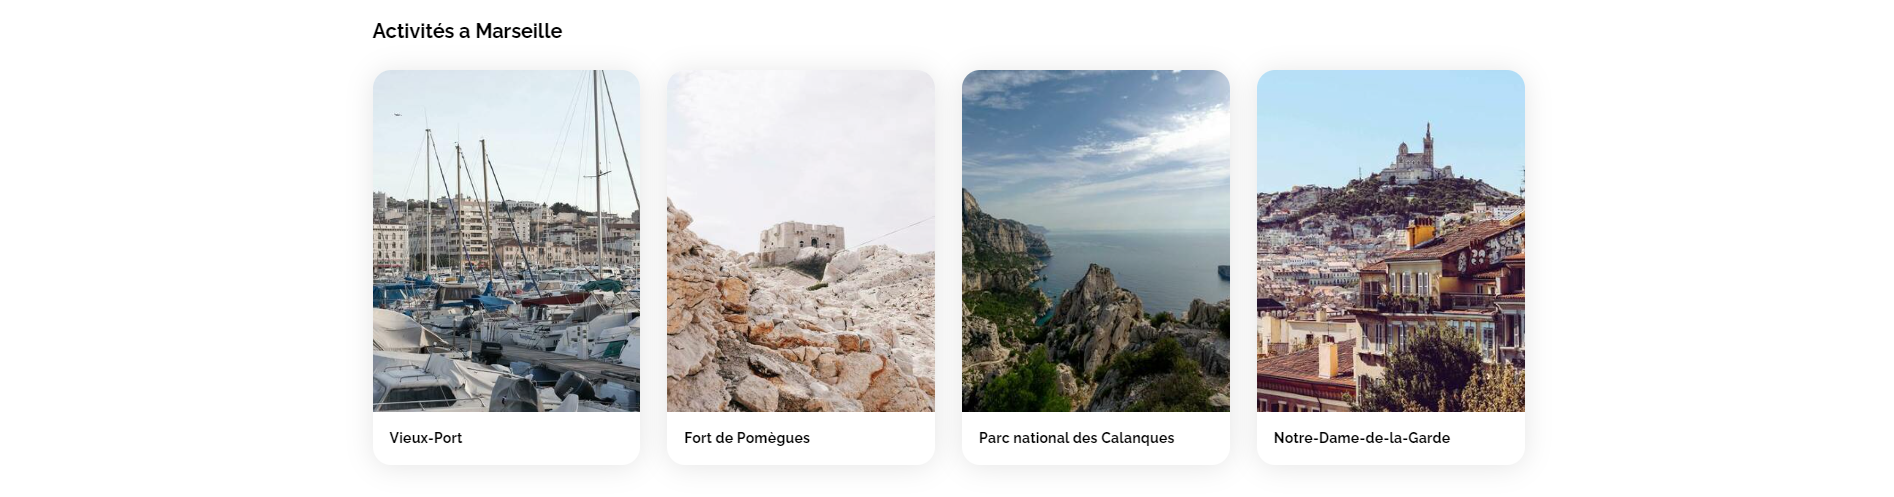 Activités a Marseille
Vieux-Port
Fort de Pomègues
Parc national des Calanques
Notre-Dame-de-la-Garde